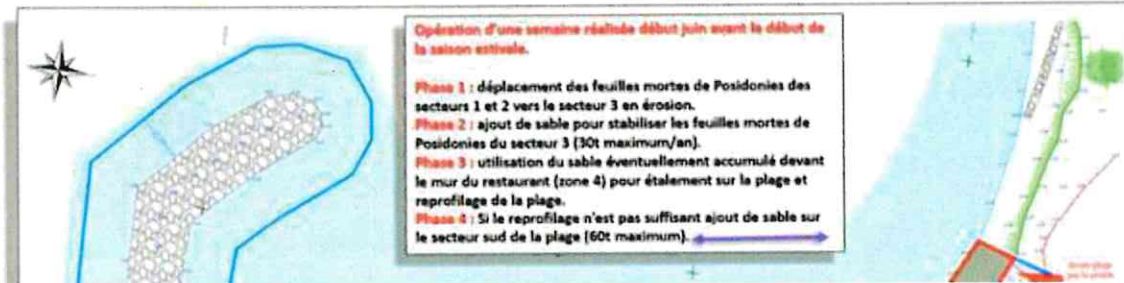 Opération d'une semaine réalisée début juin avant le début de
la saison estivale.
Phase 1 : déplacement des feuilles mortes de Posidonies des
secteurs 1 et 2 vers le secteur 3 en érosion.
Phase 2 : ajout de sable pour stabiliser les feuilles mortes de
Posidonies du secteur 3 (30t maximum/an).
Phase 3 : utilisation du sable éventuellement accumulé devant
le mur du restaurant (zone 4) pour étalement sur la plage et
reprofilage de la plage.
Phase 4 : Si le reprofilage n'est pas suffisant ajout de sable sur
le secteur sud de la plage (60t maximum).